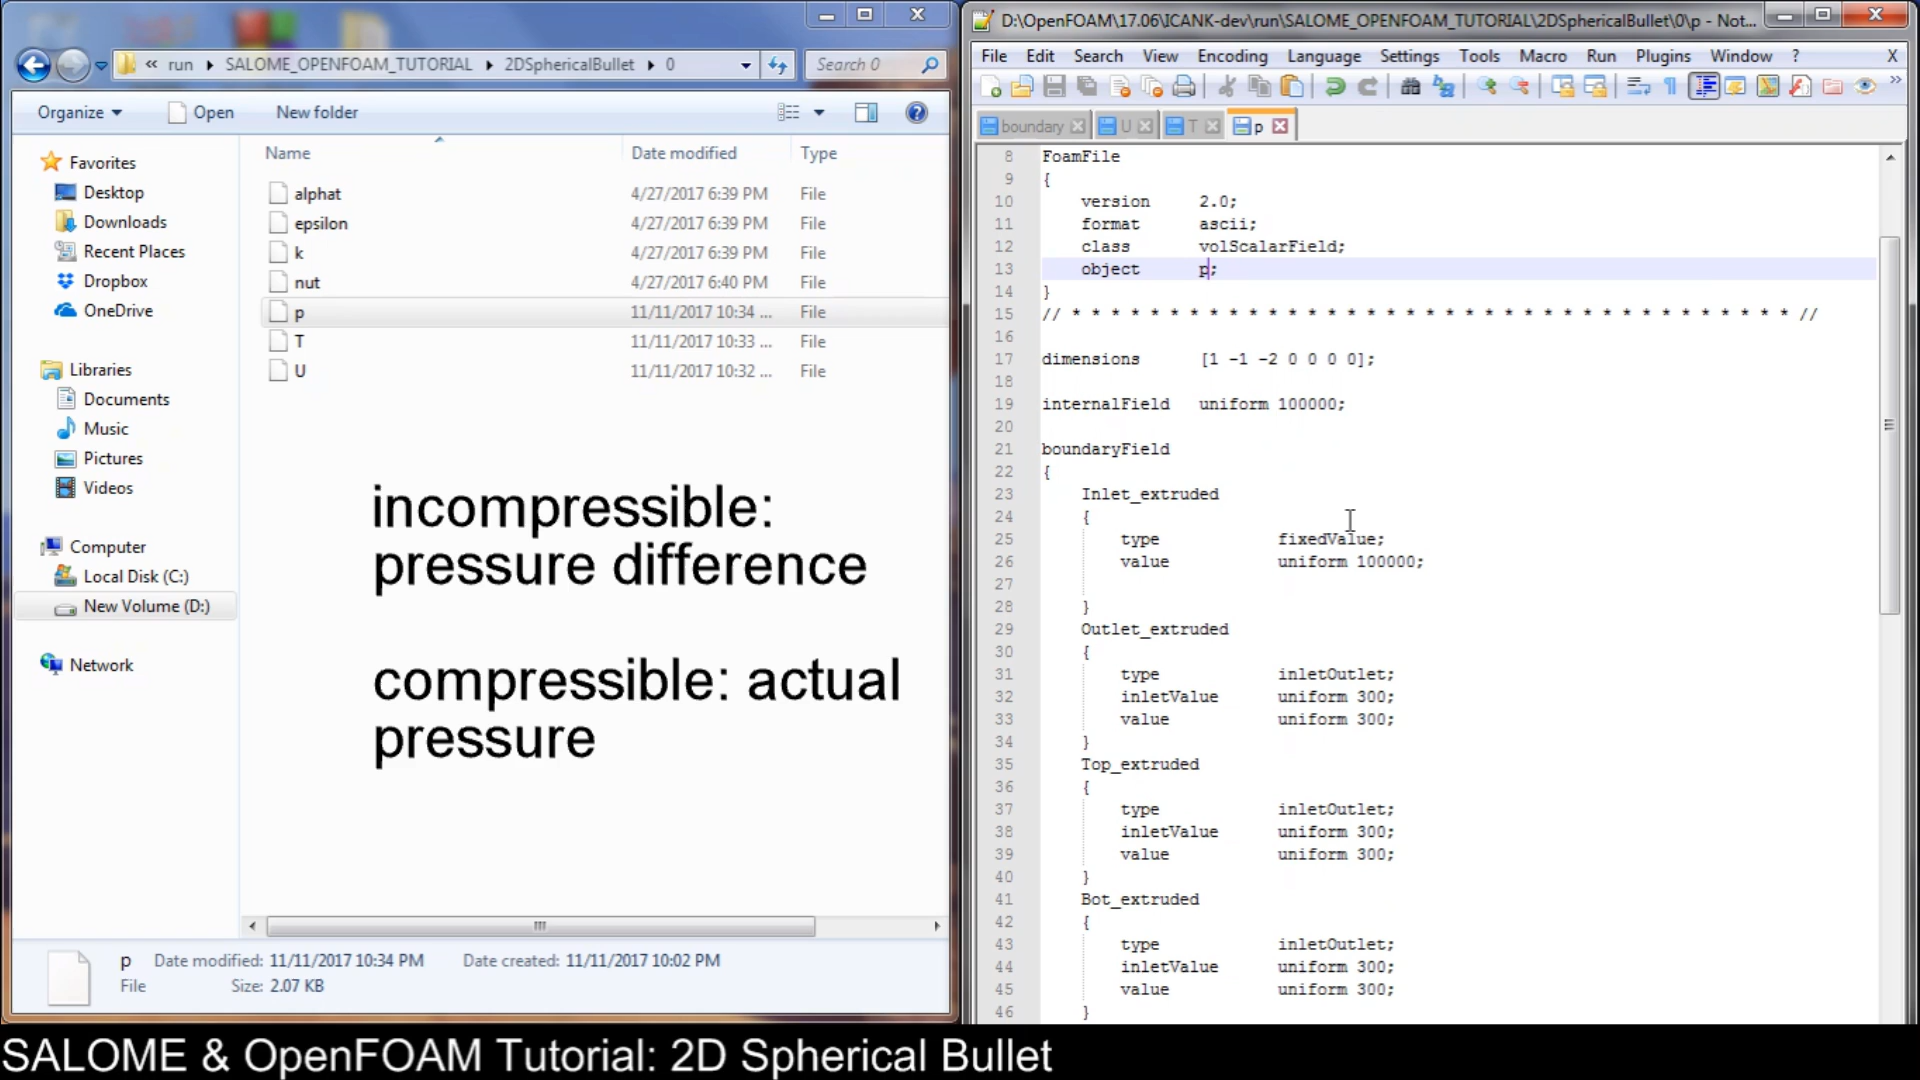 « run ▸ SALOME_OPENFOAM_TUTORIAL ▸ 2DSphericalBullet ▸ 0
Search 0
Organize
Open
New folder
Name
Date modified
Type
Favorites
Desktop
Downloads
Recent Places
Dropbox
OneDrive
Libraries
Documents
Music
Pictures
Videos
Computer
Local Disk (C:)
New Volume (D:)
Network
alphat 4/27/2017 6:39 PM File
epsilon 4/27/2017 6:39 PM File
k 4/27/2017 6:39 PM File
nut 4/27/2017 6:40 PM File
p 11/11/2017 10:34 ... File
T 11/11/2017 10:33 ... File
U 11/11/2017 10:32 ... File
incompressible:
pressure difference
compressible: actual
pressure
p Date modified: 11/11/2017 10:34 PM Date created: 11/11/2017 10:02 PM
File Size: 2.07 KB
D:\OpenFOAM\17.06\ICANK-dev\run\SALOME_OPENFOAM_TUTORIAL\2DSphericalBullet\0\p - Not...
File Edit Search View Encoding Language Settings Tools Macro Run Plugins Window ? X
boundary U T p
8 FoamFile
9 {
10 version 2.0;
11 format ascii;
12 class volScalarField;
13 object p;
14 }
15 // * * * * * * * * * * * * * * * * * * * * * * * * * * * * * * * * * * * * * //
16
17 dimensions [1 -1 -2 0 0 0 0];
18
19 internalField uniform 100000;
20
21 boundaryField
22 {
23 Inlet_extruded
24 {
25 type fixedValue;
26 value uniform 100000;
27
28 }
29 Outlet_extruded
30 {
31 type inletOutlet;
32 inletValue uniform 300;
33 value uniform 300;
34 }
35 Top_extruded
36 {
37 type inletOutlet;
38 inletValue uniform 300;
39 value uniform 300;
40 }
41 Bot_extruded
42 {
43 type inletOutlet;
44 inletValue uniform 300;
45 value uniform 300;
46 }
SALOME & OpenFOAM Tutorial: 2D Spherical Bullet